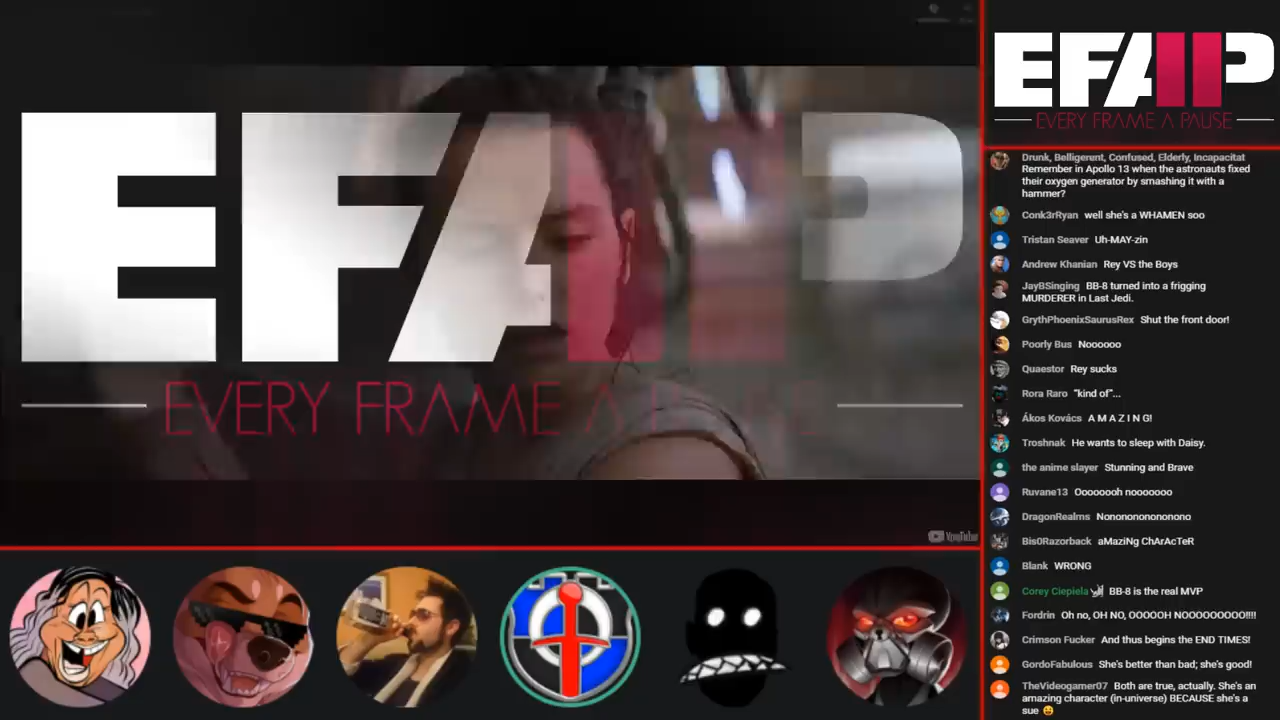 EFAP
EVERY FRAME A
YouTube
EFAP
EVERY FRAME A PAUSE
Drunk, Belligerent, Confused, Elderly, Incapacitat
Remember in Apollo 13 when the astronauts fixed
their oxygen generator by smashing it with a
hammer?
Conk3rRyan well she's a WHAMEN soo
Tristan Seaver Uh-MAY-zin
Andrew Khanian Rey VS the Boys
JayBSinging BB-8 turned into a frigging
MURDERER in Last Jedi.
GrythPhoenixSaurusRex Shut the front door!
Poorly Bus Noooooo
Quaestor Rey sucks
Rora Raro "kind of"...
Ákos Kovács A M A Z I N G!
Troshnak He wants to sleep with Daisy.
the anime slayer Stunning and Brave
Ruvane13 Ooooooooh nooooooo
DragonRealms Nonononononono
Bis0Razorback aMaziNg ChArAcTeR
Blank WRONG
Corey Ciepiela BB-8 is the real MVP
Fordrin Oh no, OH NO, OOOOOH NOOOOOOOOO!!!!
Crimson Fucker And thus begins the END TIMES!
GordoFabulous She's better than bad; she's good!
TheVideogamer07 Both are true, actually. She's an
amazing character (in-universe) BECAUSE she's a
sue 😝